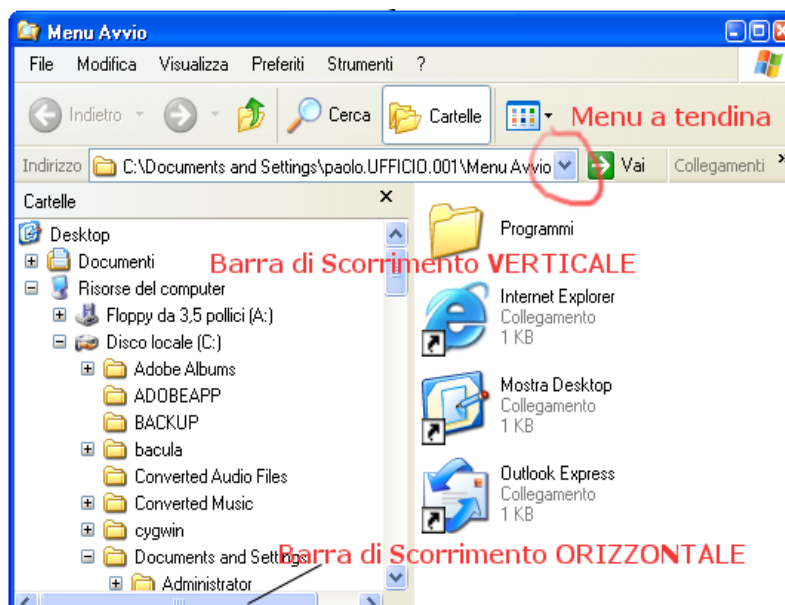 Menu Avvio
File Modifica Visualizza Preferiti Strumenti ?
Indietro Cerca Cartelle Menu a tendina
Indirizzo C:\Documents and Settings\paolo.UFFICIO.001\Menu Avvio Vai Collegamenti »
Cartelle
Desktop
Documenti
Risorse del computer
Floppy da 3,5 pollici (A:)
Disco locale (C:)
Adobe Albums
ADOBEAPP
BACKUP
bacula
Converted Audio Files
Converted Music
cygwin
Documents and Settings
Administrator
Programmi
Barra di Scorrimento VERTICALE
Internet Explorer
Collegamento
1 KB
Mostra Desktop
Collegamento
1 KB
Outlook Express
Collegamento
1 KB
Barra di Scorrimento ORIZZONTALE